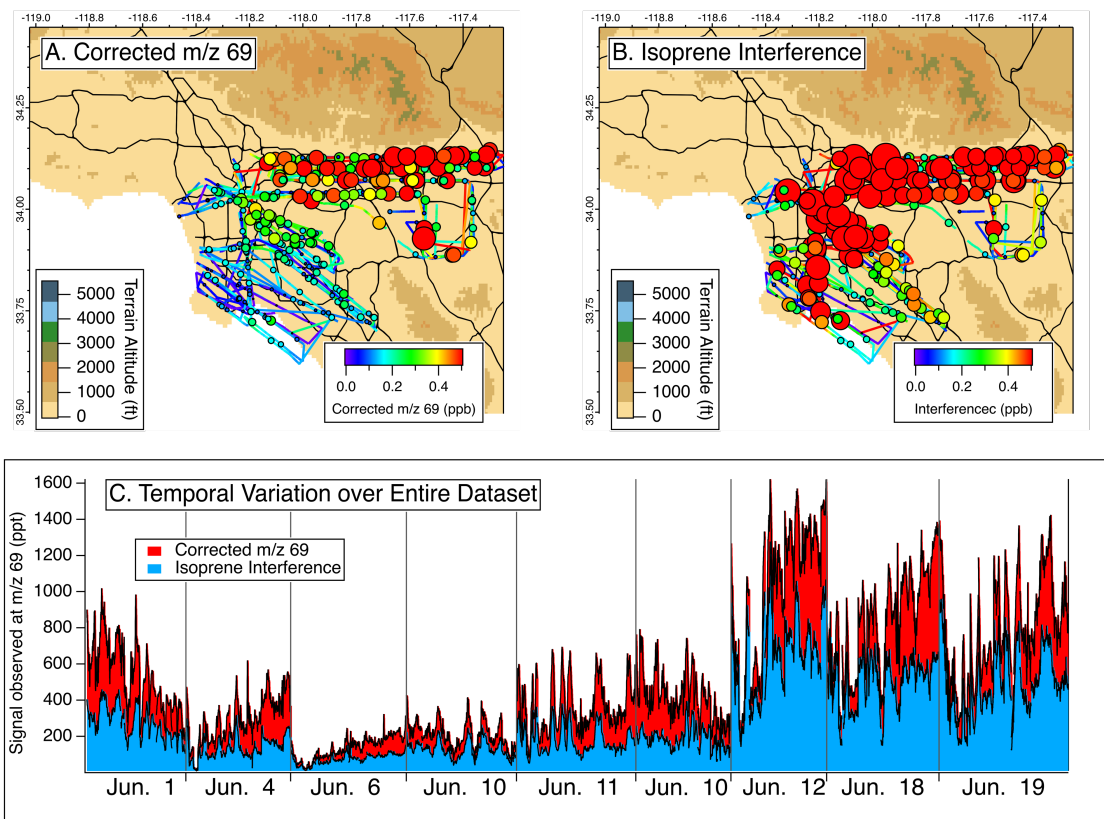 -119.0 -118.8 -118.6 -118.4 -118.2 -118.0 -117.8 -117.6 -117.4
A. Corrected m/z 69
34.25
34.00
33.75
33.50
5000
4000
3000
2000
1000
0
Terrain Altitude (ft)
0.0 0.2 0.4
Corrected m/z 69 (ppb)
-119.0 -118.8 -118.6 -118.4 -118.2 -118.0 -117.8 -117.6 -117.4
B. Isoprene Interference
34.25
34.00
33.75
33.50
5000
4000
3000
2000
1000
0
Terrain Altitude (ft)
0.0 0.2 0.4
Interferencec (ppb)
C. Temporal Variation over Entire Dataset
Signal observed at m/z 69 (ppt)
1600
1400
1200
1000
800
600
400
200
Corrected m/z 69
Isoprene Interference
Jun. 1 Jun. 4 Jun. 6 Jun. 10 Jun. 11 Jun. 10 Jun. 12 Jun. 18 Jun. 19